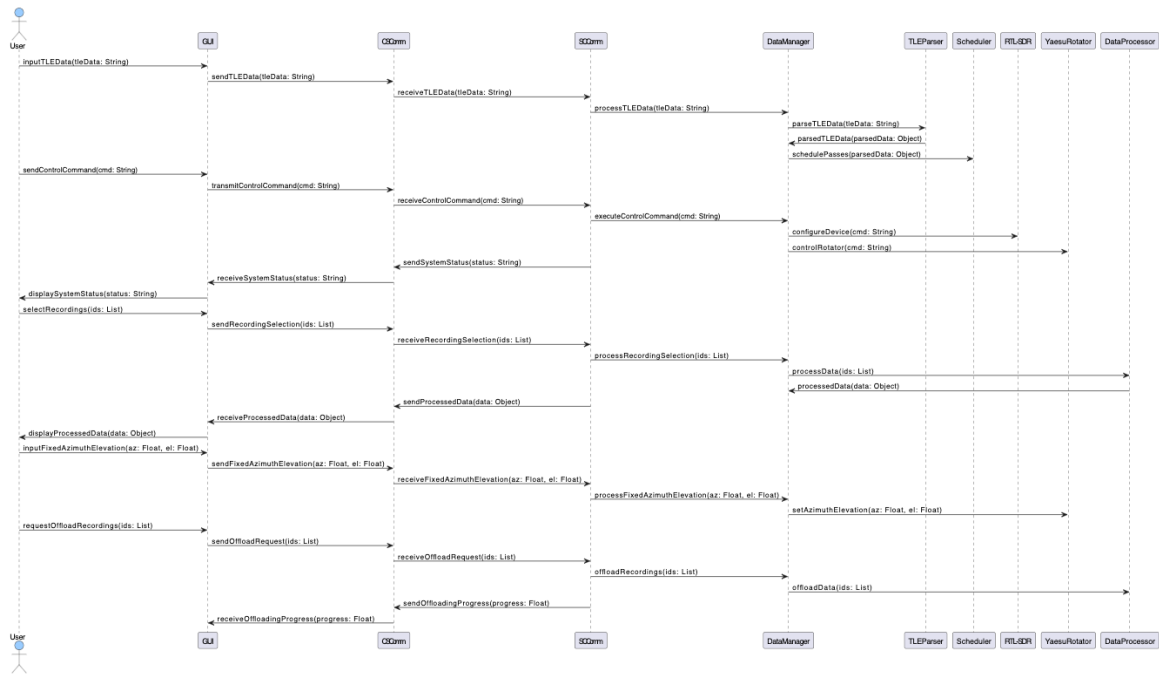 User
GUI
CSComm
SCComm
DataManager
TLEParser
Scheduler
RTL-SDR
YaesuRotator
DataProcessor
inputTLEData(tleData: String)
sendTLEData(tleData: String)
receiveTLEData(tleData: String)
processTLEData(tleData: String)
parseTLEData(tleData: String)
parsedTLEData(parsedData: Object)
schedulePasses(parsedData: Object)
sendControlCommand(cmd: String)
transmitControlCommand(cmd: String)
receiveControlCommand(cmd: String)
executeControlCommand(cmd: String)
configureDevice(cmd: String)
controlRotator(cmd: String)
sendSystemStatus(status: String)
receiveSystemStatus(status: String)
displaySystemStatus(status: String)
selectRecordings(ids: List)
sendRecordingSelection(ids: List)
receiveRecordingSelection(ids: List)
processRecordingSelection(ids: List)
processData(ids: List)
processedData(data: Object)
sendProcessedData(data: Object)
receiveProcessedData(data: Object)
displayProcessedData(data: Object)
inputFixedAzimuthElevation(az: Float, el: Float)
sendFixedAzimuthElevation(az: Float, el: Float)
receiveFixedAzimuthElevation(az: Float, el: Float)
processFixedAzimuthElevation(az: Float, el: Float)
setAzimuthElevation(az: Float, el: Float)
requestOffloadRecordings(ids: List)
sendOffloadRequest(ids: List)
receiveOffloadRequest(ids: List)
offloadRecordings(ids: List)
offloadData(ids: List)
sendOffloadingProgress(progress: Float)
receiveOffloadingProgress(progress: Float)
User
GUI
CSComm
SCComm
DataManager
TLEParser
Scheduler
RTL-SDR
YaesuRotator
DataProcessor